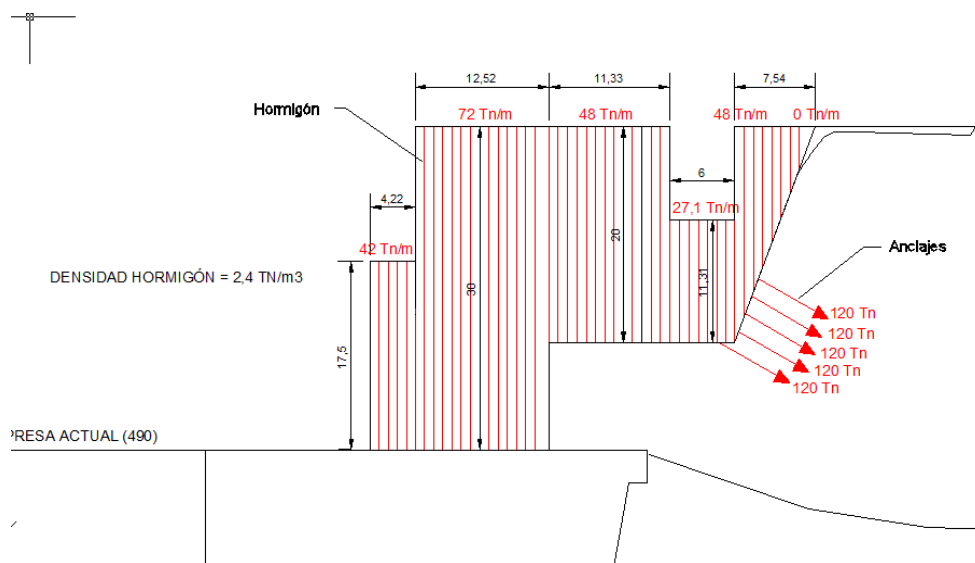 12,52
11,33
7,54
Hormigón
72 Tn/m
48 Tn/m
48 Tn/m
0 Tn/m
6
4,22
27,1 Tn/m
42 Tn/m
20
Anclajes
DENSIDAD HORMIGÓN = 2,4 TN/m3
30
11,31
120 Tn
120 Tn
17,5
120 Tn
120 Tn
120 Tn
PRESA ACTUAL (490)